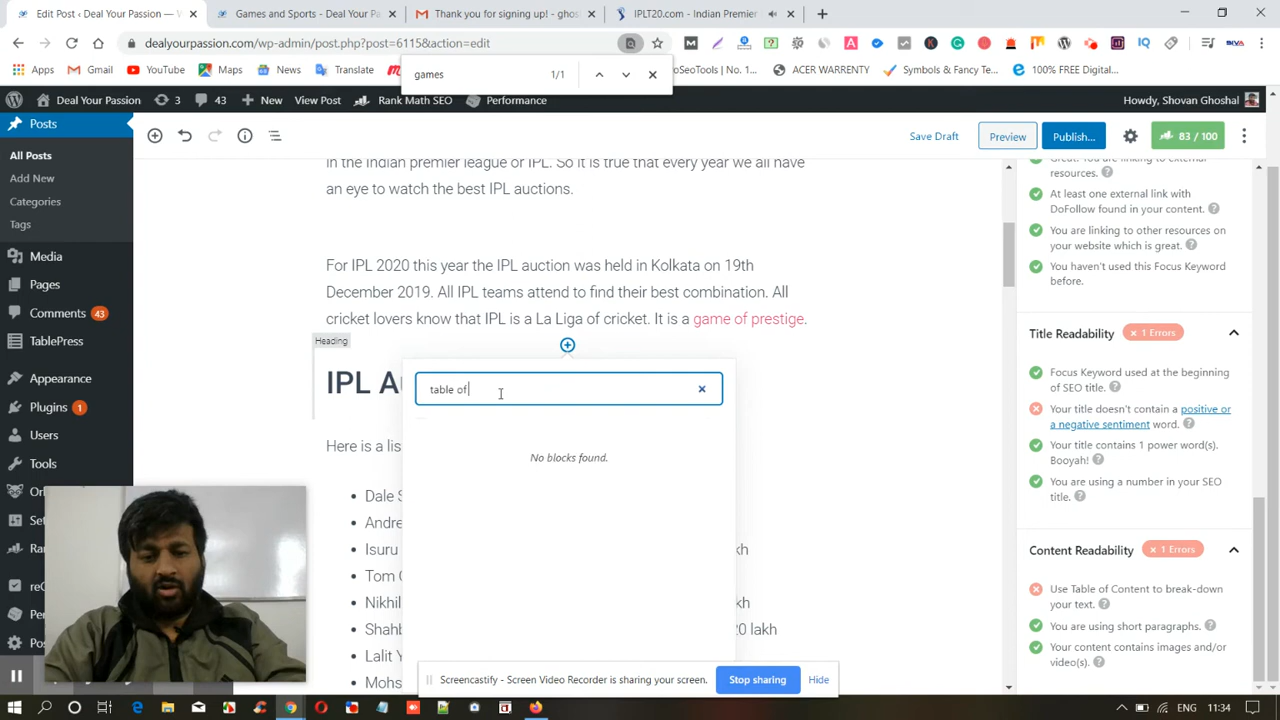 Edit Post ‹ Deal Your Passion —
Games and Sports - Deal Your Pa
Thank you for signing up! - ghos
IPLT20.com - Indian Premier
dealyourpassion.com/wp-admin/post.php?post=6115&action=edit
games
1/1
Apps
Gmail
YouTube
Maps
News
Translate
roSeoTools | No. 1...
ACER WARRENTY
Symbols & Fancy Te...
100% FREE Digital...
Deal Your Passion
3
43
New
View Post
Rank Math SEO
Performance
Howdy, Shovan Ghoshal
Posts
All Posts
Add New
Categories
Tags
Media
Pages
Comments 43
TablePress
Appearance
Plugins 1
Users
Tools
Save Draft
Preview
Publish...
83 / 100
in the Indian premier league or IPL. So it is true that every year we all have
an eye to watch the best IPL auctions.
For IPL 2020 this year the IPL auction was held in Kolkata on 19th
December 2019. All IPL teams attend to find their best combination. All
cricket lovers know that IPL is a La Liga of cricket. It is a game of prestige.
Heading
IPL A
table of
No blocks found.
Here is a lis
Dale S
Andre
Isuru
kh
Tom C
Nikhil
kh
Shahb
20 lakh
Lalit Y
Mohs
Great! You are linking to external
resources.
At least one external link with
DoFollow found in your content.
You are linking to other resources on
your website which is great.
You haven't used this Focus Keyword
before.
Title Readability
× 1 Errors
Focus Keyword used at the beginning
of SEO title.
Your title doesn't contain a positive or
a negative sentiment word.
Your title contains 1 power word(s).
Booyah!
You are using a number in your SEO
title.
Content Readability
× 1 Errors
Use Table of Content to break-down
your text.
You are using short paragraphs.
Your content contains images and/or
video(s).
Screencastify - Screen Video Recorder is sharing your screen.
Stop sharing
Hide
11:34